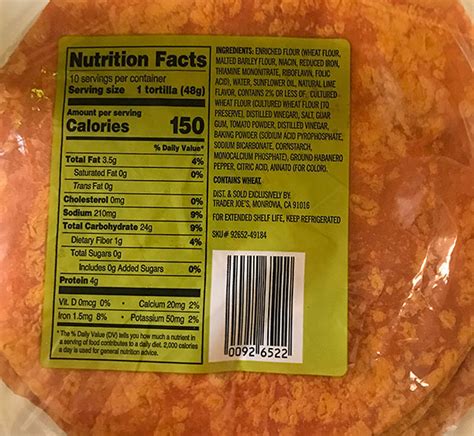 Nutrition Facts
10 servings per container
Serving size 1 tortilla (48g)
Amount per serving
Calories 150
% Daily Value*
Total Fat 3.5g 4%
Saturated Fat 0g 0%
Trans Fat 0g
Cholesterol 0mg 0%
Sodium 210mg 9%
Total Carbohydrate 24g 9%
Dietary Fiber 1g 4%
Total Sugars 0g
Includes 0g Added Sugars 0%
Protein 4g
Vit. D 0mcg 0% • Calcium 20mg 2%
Iron 1.5mg 8% • Potassium 50mg 2%
* The % Daily Value (DV) tells you how much a nutrient in
a serving of food contributes to a daily diet. 2,000 calories
a day is used for general nutrition advice.
INGREDIENTS: ENRICHED FLOUR (WHEAT FLOUR,
MALTED BARLEY FLOUR, NIACIN, REDUCED IRON,
THIAMINE MONONITRATE, RIBOFLAVIN, FOLIC
ACID), WATER, SUNFLOWER OIL, NATURAL LIME
FLAVOR. CONTAINS 2% OR LESS OF: CULTURED
WHEAT FLOUR (CULTURED WHEAT FLOUR [TO
PRESERVE], DISTILLED VINEGAR), SALT, GUAR
GUM, TOMATO POWDER, DISTILLED VINEGAR,
BAKING POWDER (SODIUM ACID PYROPHOSPHATE,
SODIUM BICARBONATE, CORNSTARCH,
MONOCALCIUM PHOSPHATE), GROUND HABANERO
PEPPER, CITRIC ACID, ANNATO (FOR COLOR).
CONTAINS WHEAT.
DIST. & SOLD EXCLUSIVELY BY:
TRADER JOE'S, MONROVIA, CA 91016
FOR EXTENDED SHELF LIFE, KEEP REFRIGERATED
SKU# 92652-49184
0092 6522